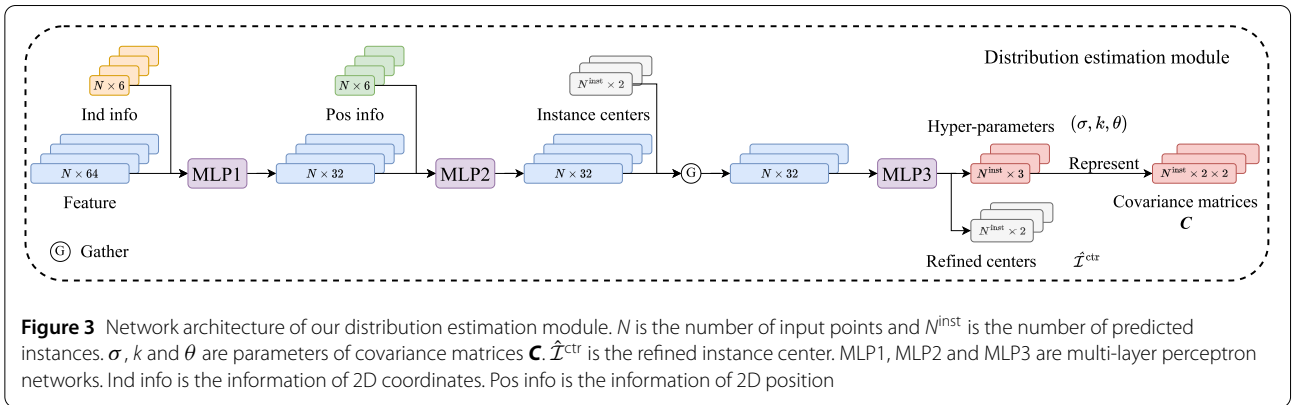 Distribution estimation module
N × 6
N × 6
N^inst × 2
Ind info
Pos info
Instance centers
Hyper-parameters (σ, k, θ)
N × 64
MLP1
N × 32
MLP2
N × 32
G
N × 32
MLP3
N^inst × 3
Represent
N^inst × 2 × 2
Feature
Covariance matrices
C
N^inst × 2
G Gather
Refined centers Î^ctr
Figure 3 Network architecture of our distribution estimation module. N is the number of input points and N^inst is the number of predicted
instances. σ, k and θ are parameters of covariance matrices C. Î^ctr is the refined instance center. MLP1, MLP2 and MLP3 are multi-layer perceptron
networks. Ind info is the information of 2D coordinates. Pos info is the information of 2D position